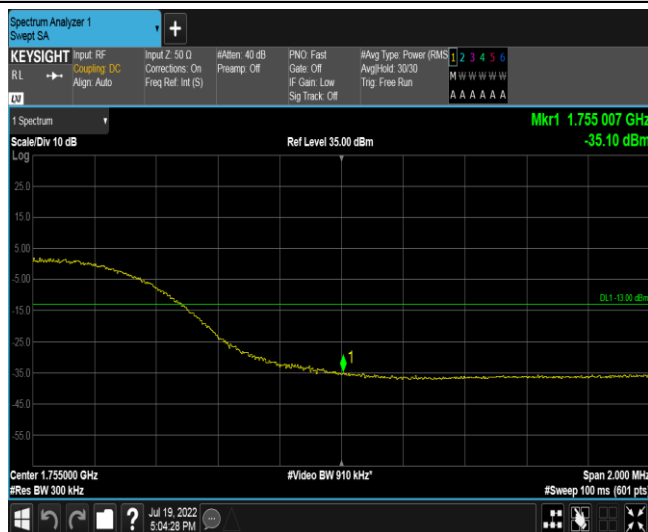 Spectrum Analyzer 1
Swept SA
KEYSIGHT
RL
LXI
Input: RF
Coupling: DC
Align: Auto
Input Z: 50 Ω
Corrections: On
Freq Ref: Int (S)
#Atten: 40 dB
Preamp: Off
PNO: Fast
Gate: Off
IF Gain: Low
Sig Track: Off
#Avg Type: Power (RMS
Avg|Hold: 30/30
Trig: Free Run
1 2 3 4 5 6
M W W W W W
A A A A A A
1 Spectrum
Mkr1 1.755 007 GHz
Scale/Div 10 dB
Ref Level 35.00 dBm
-35.10 dBm
Log
25.0
15.0
5.00
-5.00
DL1 -13.00 dBm
-15.0
-25.0
1
-35.0
-45.0
-55.0
Center 1.755000 GHz
#Video BW 910 kHz*
Span 2.000 MHz
#Res BW 300 kHz
#Sweep 100 ms (601 pts)
?
Jul 19, 2022
5:04:28 PM